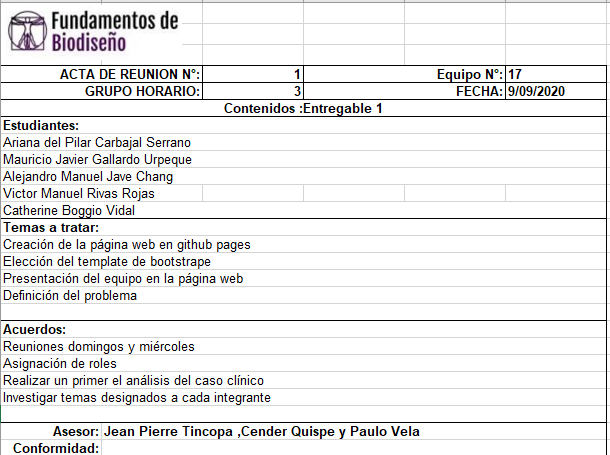 Fundamentos de
Biodiseño
ACTA DE REUNION N°: 1 Equipo N°: 17
GRUPO HORARIO: 3 FECHA: 9/09/2020
Contenidos :Entregable 1
Estudiantes:
Ariana del Pilar Carbajal Serrano
Mauricio Javier Gallardo Urpeque
Alejandro Manuel Jave Chang
Victor Manuel Rivas Rojas
Catherine Boggio Vidal
Temas a tratar:
Creación de la página web en github pages
Elección del template de bootstrape
Presentación del equipo en la página web
Definición del problema
Acuerdos:
Reuniones domingos y miércoles
Asignación de roles
Realizar un primer el análisis del caso clínico
Investigar temas designados a cada integrante
Asesor: Jean Pierre Tincopa ,Cender Quispe y Paulo Vela
Conformidad: